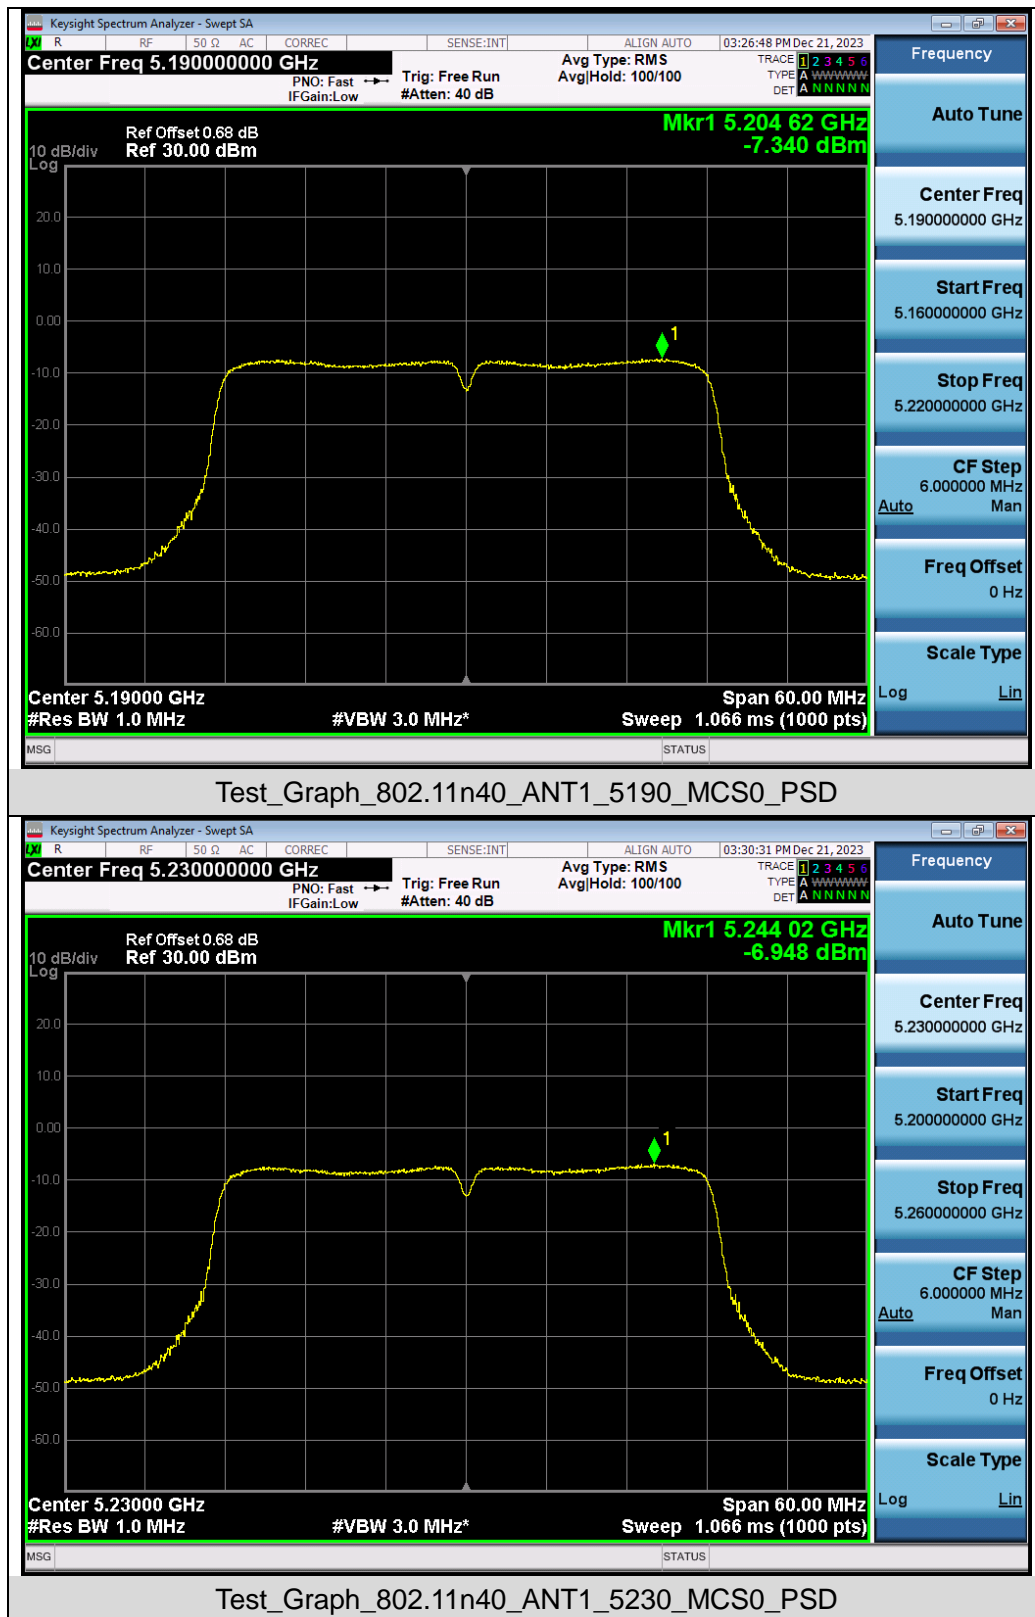 Keysight Spectrum Analyzer - Swept SA
LXI R RF 50 Ω AC CORREC SENSE:INT ALIGN AUTO 03:26:48 PM Dec 21, 2023
Center Freq 5.190000000 GHz
PNO: Fast
IFGain:Low
Trig: Free Run
#Atten: 40 dB
Avg Type: RMS
Avg|Hold: 100/100
TRACE 1 2 3 4 5 6
TYPE A WWWWW
DET A N N N N N
Ref Offset 0.68 dB
Ref 30.00 dBm
10 dB/div
Log
Mkr1 5.204 62 GHz
-7.340 dBm
1
20.0
10.0
0.00
-10.0
-20.0
-30.0
-40.0
-50.0
-60.0
Center 5.19000 GHz
Span 60.00 MHz
#Res BW 1.0 MHz
#VBW 3.0 MHz*
Sweep 1.066 ms (1000 pts)
MSG
STATUS
Frequency
Auto Tune
Center Freq
5.190000000 GHz
Start Freq
5.160000000 GHz
Stop Freq
5.220000000 GHz
CF Step
6.000000 MHz
Auto Man
Freq Offset
0 Hz
Scale Type
Log Lin
Test_Graph_802.11n40_ANT1_5190_MCS0_PSD
Keysight Spectrum Analyzer - Swept SA
LXI R RF 50 Ω AC CORREC SENSE:INT ALIGN AUTO 03:30:31 PM Dec 21, 2023
Center Freq 5.230000000 GHz
PNO: Fast
IFGain:Low
Trig: Free Run
#Atten: 40 dB
Avg Type: RMS
Avg|Hold: 100/100
TRACE 1 2 3 4 5 6
TYPE A WWWWW
DET A N N N N N
Ref Offset 0.68 dB
Ref 30.00 dBm
10 dB/div
Log
Mkr1 5.244 02 GHz
-6.948 dBm
1
20.0
10.0
0.00
-10.0
-20.0
-30.0
-40.0
-50.0
-60.0
Center 5.23000 GHz
Span 60.00 MHz
#Res BW 1.0 MHz
#VBW 3.0 MHz*
Sweep 1.066 ms (1000 pts)
MSG
STATUS
Frequency
Auto Tune
Center Freq
5.230000000 GHz
Start Freq
5.200000000 GHz
Stop Freq
5.260000000 GHz
CF Step
6.000000 MHz
Auto Man
Freq Offset
0 Hz
Scale Type
Log Lin
Test_Graph_802.11n40_ANT1_5230_MCS0_PSD